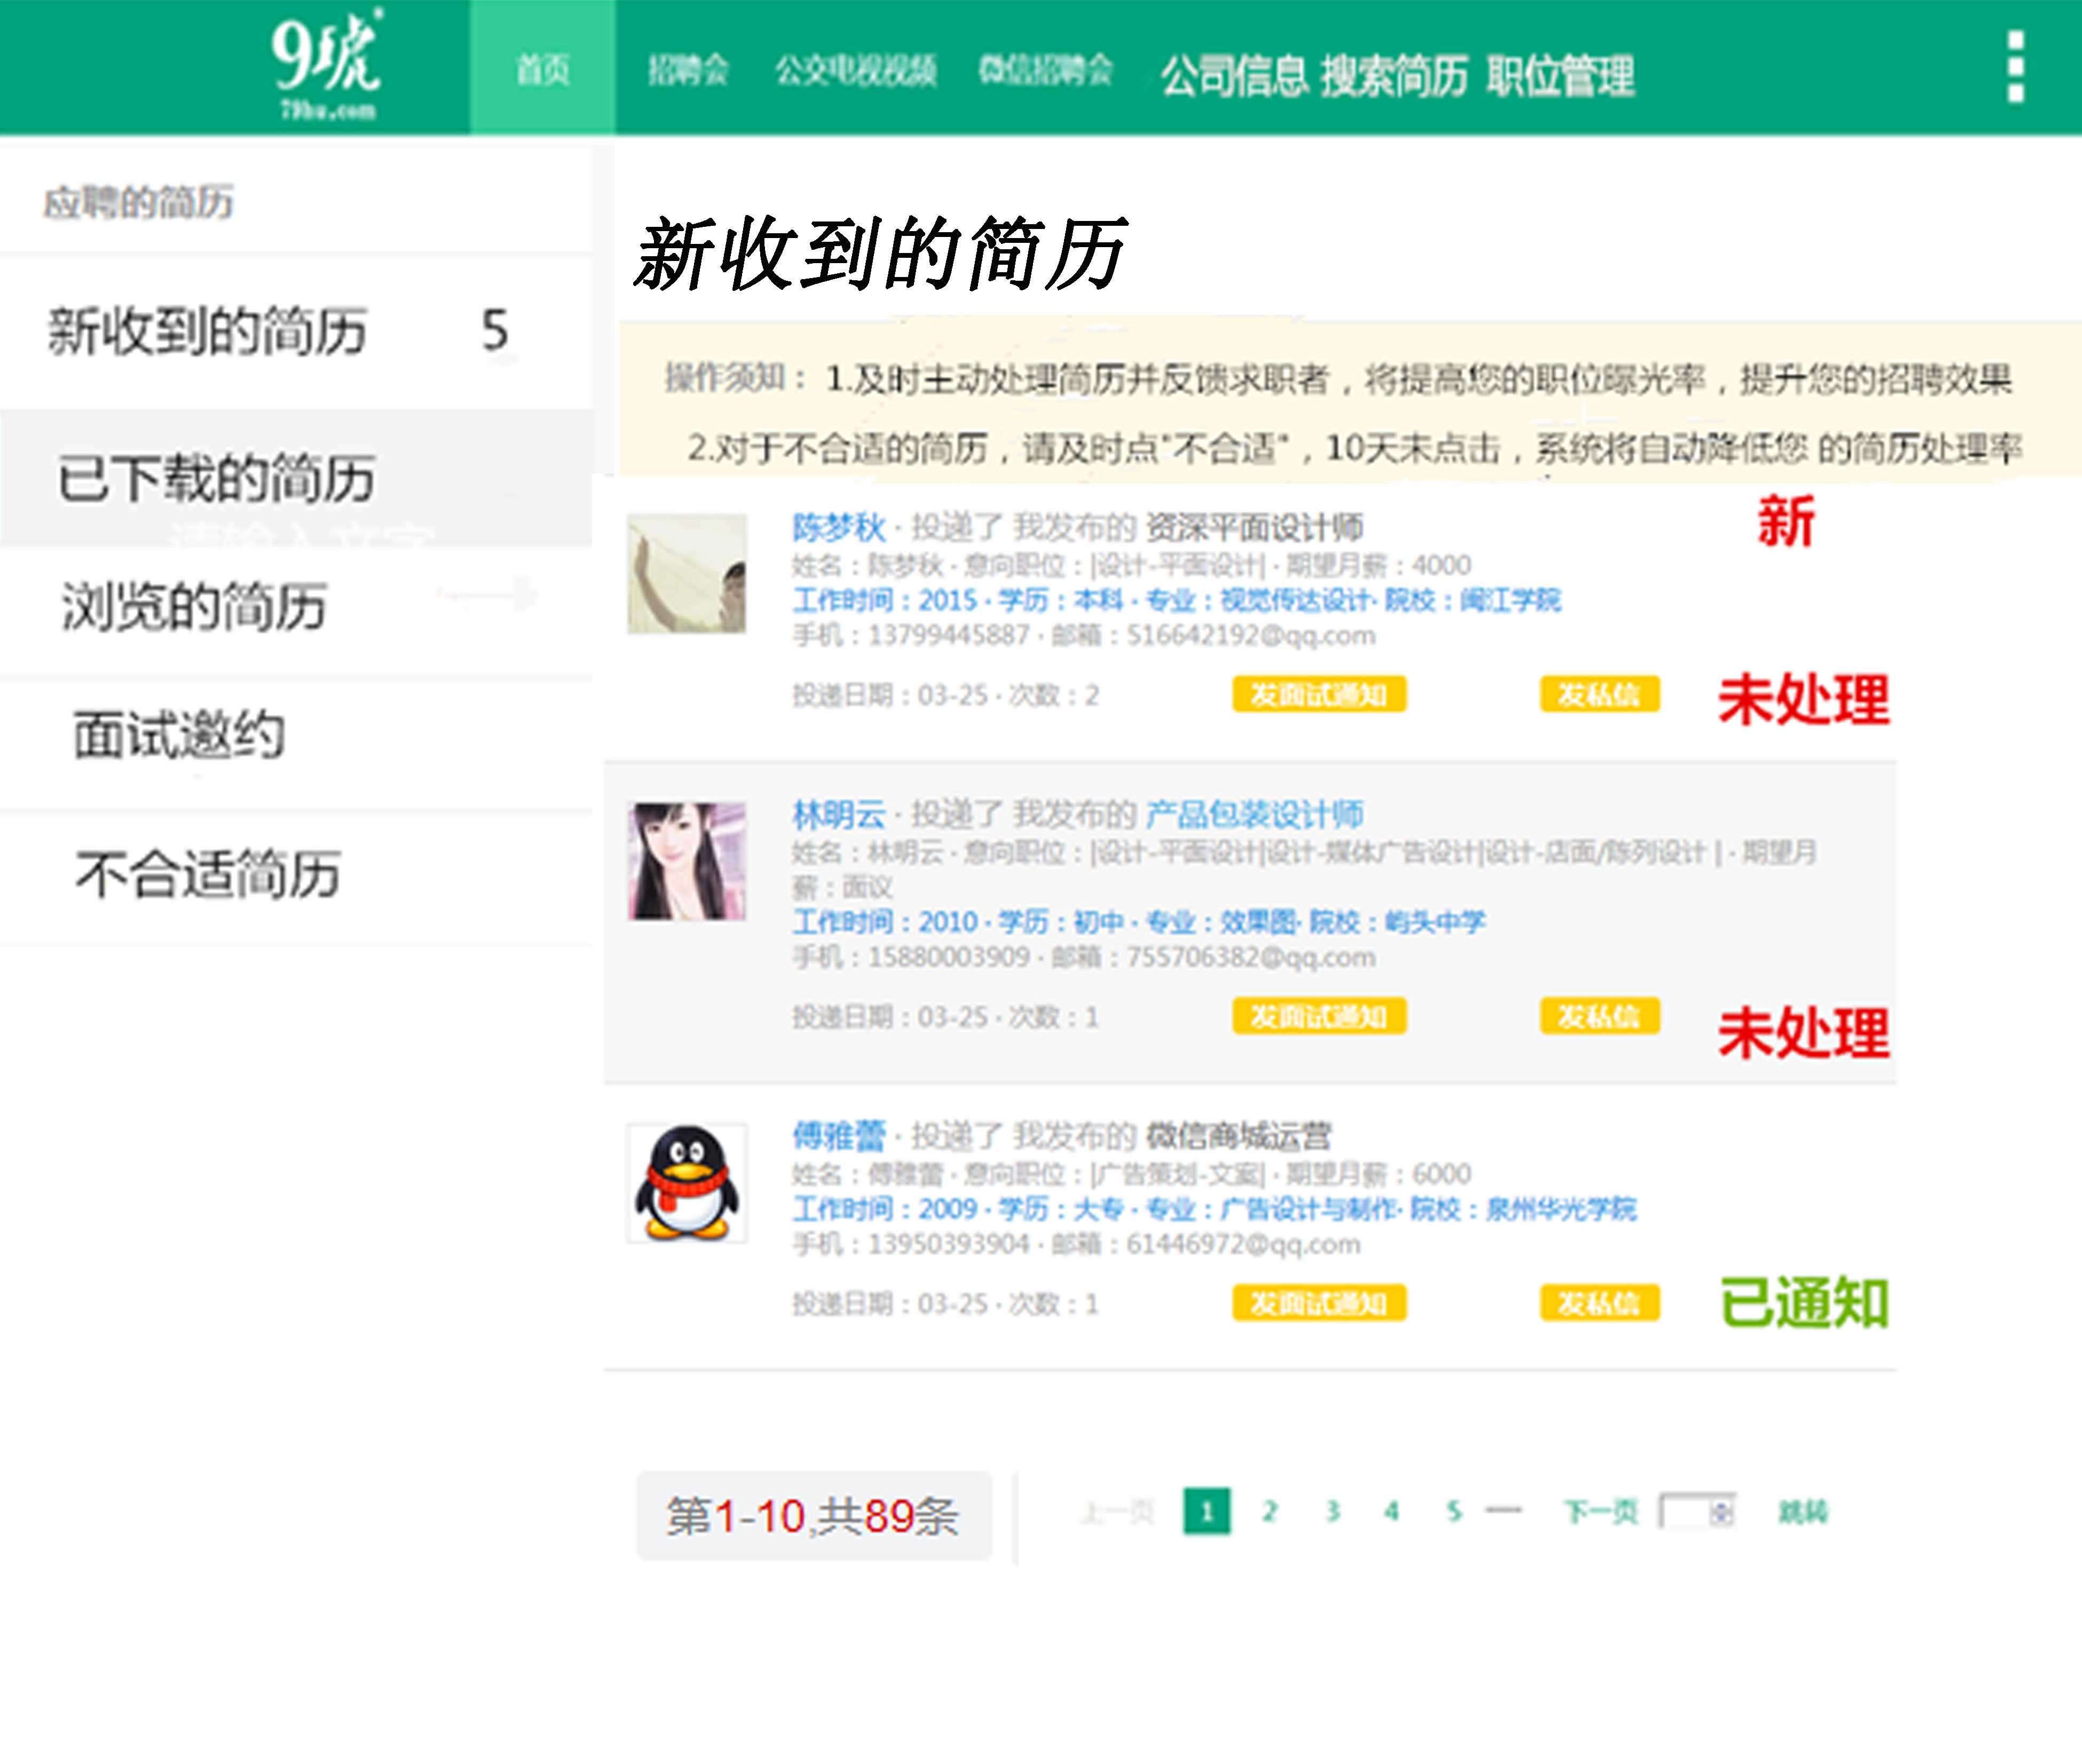 9琥
79hu.com
首页 招聘会 公交电视视频 微信招聘会 公司信息 搜索简历 职位管理
应聘的简历
新收到的简历 5
已下载的简历
请输入文字
浏览的简历
面试邀约
不合适简历
新收到的简历
操作须知：1.及时主动处理简历并反馈求职者，将提高您的职位曝光率，提升您的招聘效果
2.对于不合适的简历，请及时点"不合适"，10天未点击，系统将自动降低您 的简历处理率
陈梦秋 · 投递了 我发布的 资深平面设计师 新
姓名：陈梦秋 · 意向职位：|设计-平面设计| · 期望月薪：4000
工作时间：2015 · 学历：本科 · 专业：视觉传达设计· 院校：闽江学院
手机：13799445887 · 邮箱：516642192@qq.com
投递日期：03-25 · 次数：2 发面试通知 发私信 未处理
林明云 · 投递了 我发布的 产品包装设计师
姓名：林明云 · 意向职位：|设计-平面设计|设计-媒体广告设计|设计-店面/陈列设计 | · 期望月
薪：面议
工作时间：2010 · 学历：初中 · 专业：效果图· 院校：屿头中学
手机：15880003909 · 邮箱：755706382@qq.com
投递日期：03-25 · 次数：1 发面试通知 发私信 未处理
傅雅蕾 · 投递了 我发布的 微信商城运营
姓名：傅雅蕾 · 意向职位：|广告策划-文案| · 期望月薪：6000
工作时间：2009 · 学历：大专 · 专业：广告设计与制作· 院校：泉州华光学院
手机：13950393904 · 邮箱：61446972@qq.com
投递日期：03-25 · 次数：1 发面试通知 发私信 已通知
第1-10,共89条 上一页 1 2 3 4 5 — 下一页 跳转